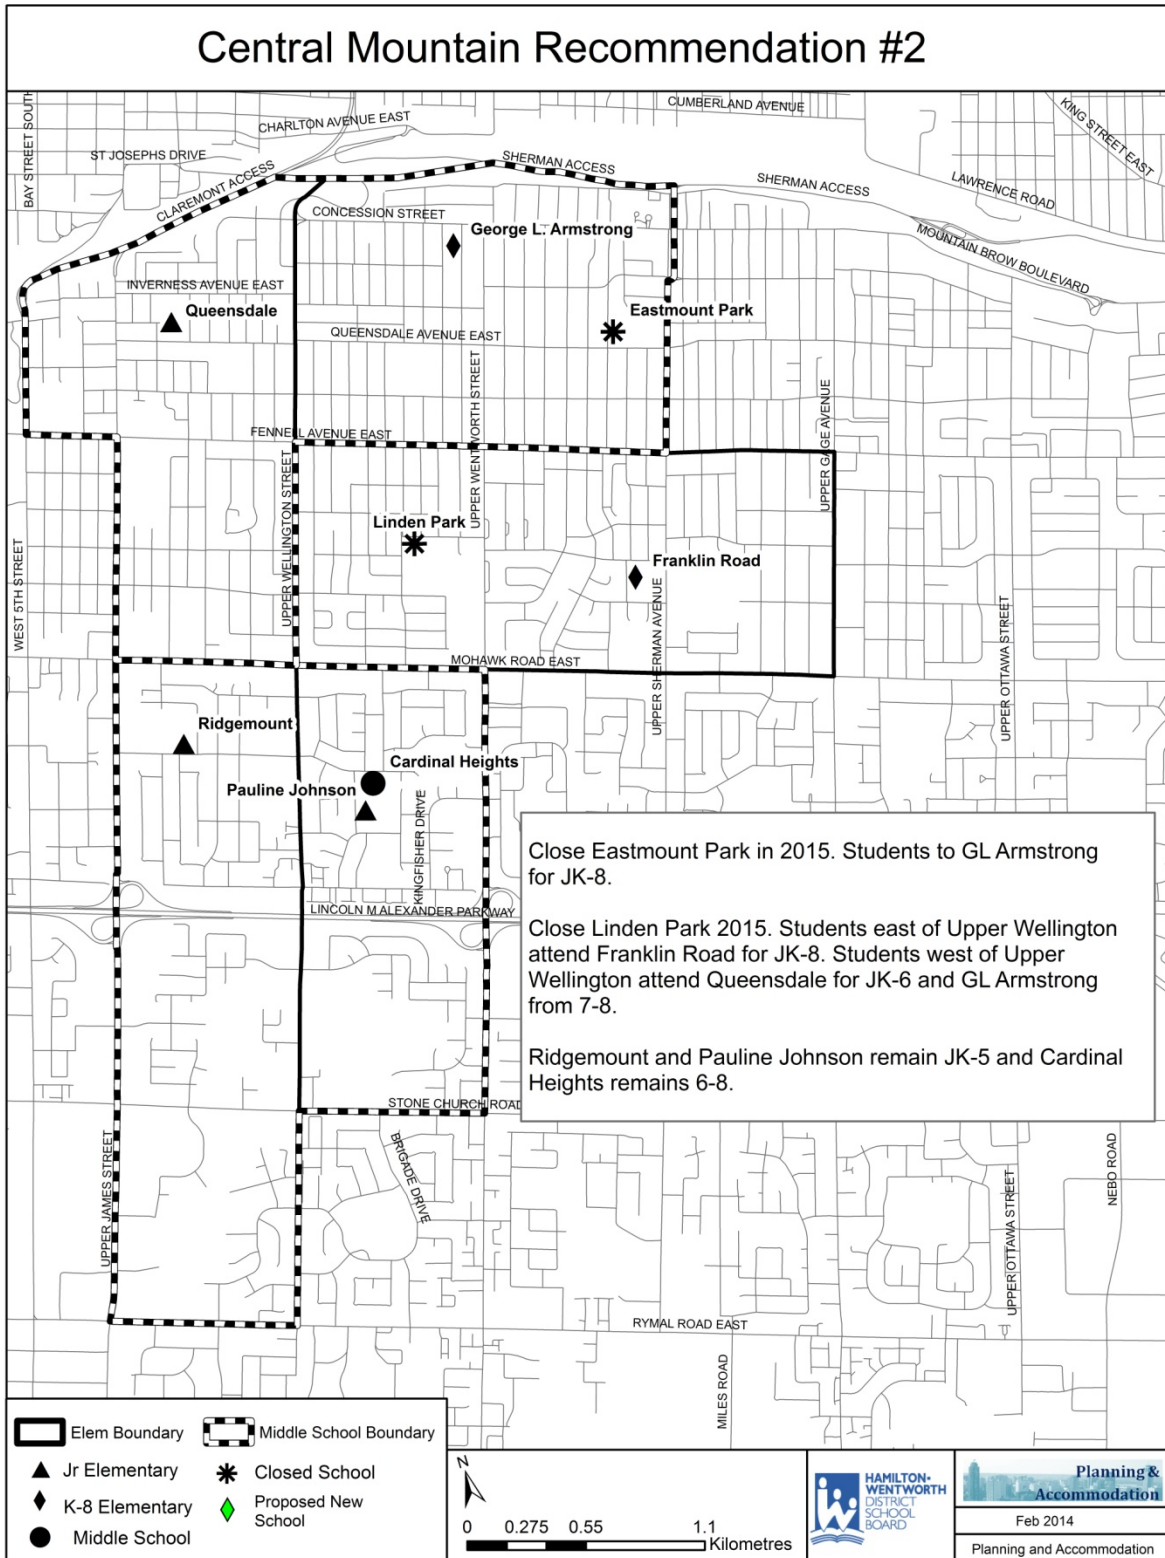 Central Mountain Recommendation #2
BAY STREET SOUTH
CHARLTON AVENUE EAST
CUMBERLAND AVENUE
KING STREET EAST
ST JOSEPHS DRIVE
CLAREMONT ACCESS
SHERMAN ACCESS
SHERMAN ACCESS
LAWRENCE ROAD
CONCESSION STREET
George L. Armstrong
MOUNTAIN BROW BOULEVARD
INVERNESS AVENUE EAST
Queensdale
Eastmount Park
QUEENSDALE AVENUE EAST
UPPER WENTWORTH STREET
UPPER GAGE AVENUE
FENNELL AVENUE EAST
UPPER WELLINGTON STREET
Linden Park
Franklin Road
WEST 5TH STREET
UPPER SHERMAN AVENUE
UPPER OTTAWA STREET
MOHAWK ROAD EAST
Ridgemount
Cardinal Heights
Pauline Johnson
KINGFISHER DRIVE
LINCOLN M ALEXANDER PARKWAY
Close Eastmount Park in 2015. Students to GL Armstrong
for JK-8.
Close Linden Park 2015. Students east of Upper Wellington
attend Franklin Road for JK-8. Students west of Upper
Wellington attend Queensdale for JK-6 and GL Armstrong
from 7-8.
Ridgemount and Pauline Johnson remain JK-5 and Cardinal
Heights remains 6-8.
STONE CHURCH ROAD
BRIGADE DRIVE
UPPER JAMES STREET
NEBO ROAD
UPPER OTTAWA STREET
RYMAL ROAD EAST
MILES ROAD
Elem Boundary
Middle School Boundary
Jr Elementary
Closed School
K-8 Elementary
Proposed New
School
Middle School
N
0 0.275 0.55 1.1
Kilometres
HAMILTON-
WENTWORTH
DISTRICT
SCHOOL
BOARD
Planning &
Accommodation
Feb 2014
Planning and Accommodation